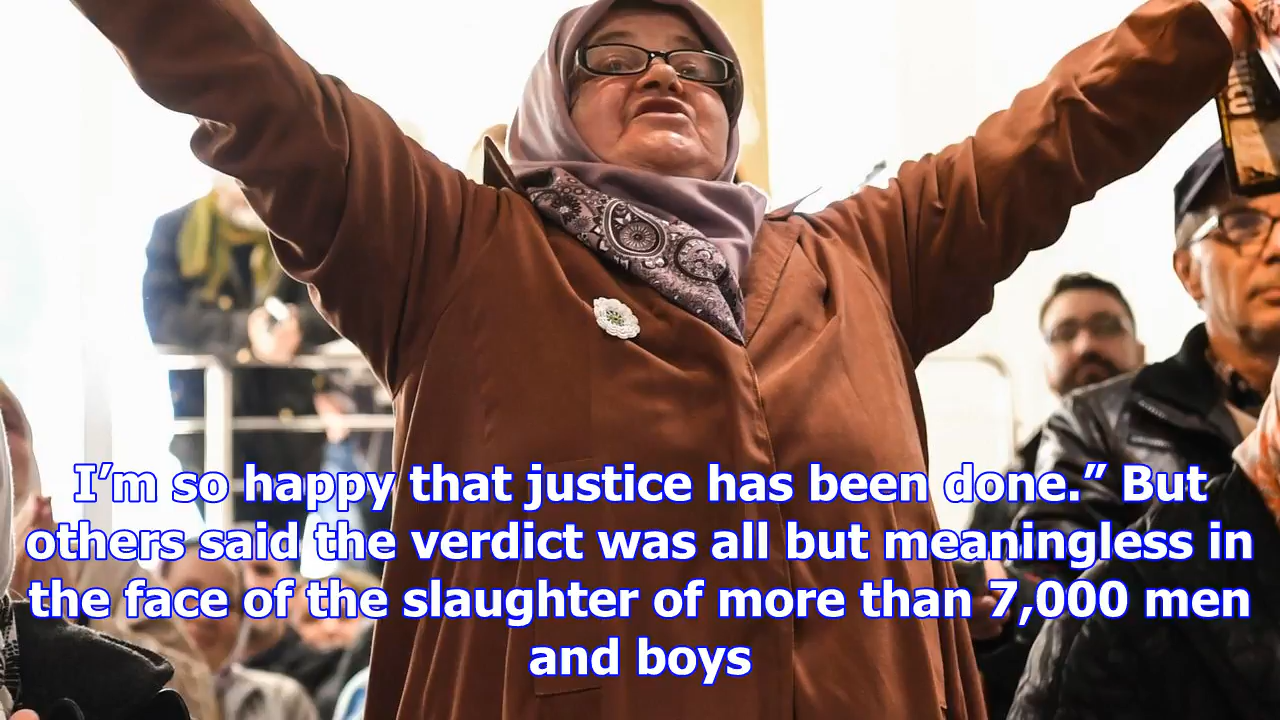 I’m so happy that justice has been done.” But
others said the verdict was all but meaningless in
the face of the slaughter of more than 7,000 men
and boys